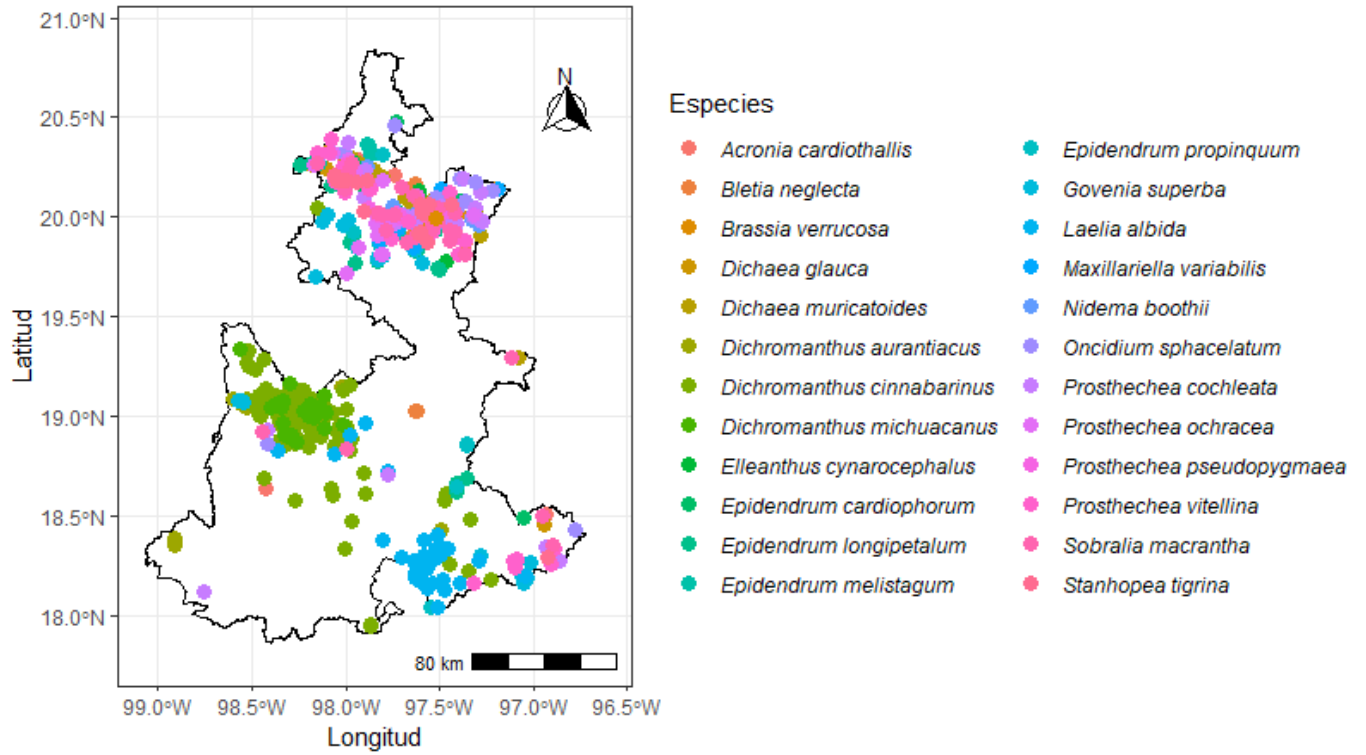 21.0°N
20.5°N
20.0°N
19.5°N
19.0°N
18.5°N
18.0°N
Latitud
N
80 km
99.0°W 98.5°W 98.0°W 97.5°W 97.0°W 96.5°W
Longitud
Especies
Acronia cardiothallis
Bletia neglecta
Brassia verrucosa
Dichaea glauca
Dichaea muricatoides
Dichromanthus aurantiacus
Dichromanthus cinnabarinus
Dichromanthus michuacanus
Elleanthus cynarocephalus
Epidendrum cardiophorum
Epidendrum longipetalum
Epidendrum melistagum
Epidendrum propinquum
Govenia superba
Laelia albida
Maxillariella variabilis
Nidema boothii
Oncidium sphacelatum
Prosthechea cochleata
Prosthechea ochracea
Prosthechea pseudopygmaea
Prosthechea vitellina
Sobralia macrantha
Stanhopea tigrina